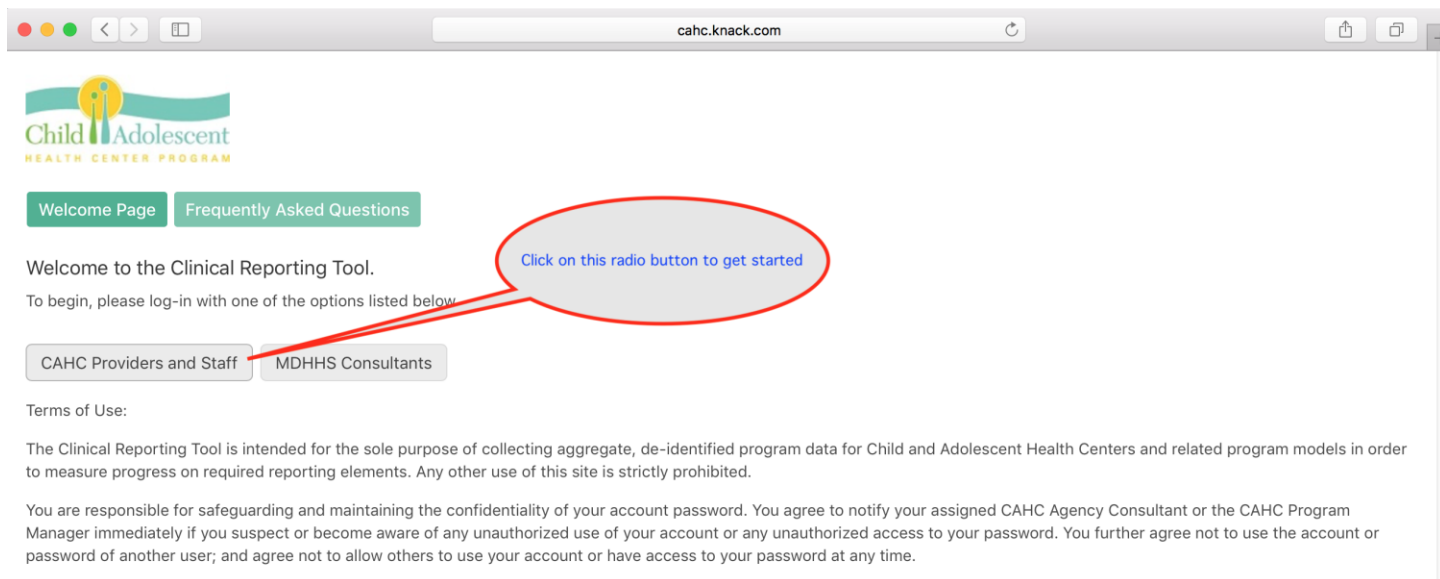 cahc.knack.com
Child Adolescent
HEALTH CENTER PROGRAM
Welcome Page Frequently Asked Questions
Click on this radio button to get started
Welcome to the Clinical Reporting Tool.
To begin, please log-in with one of the options listed below
CAHC Providers and Staff MDHHS Consultants
Terms of Use:
The Clinical Reporting Tool is intended for the sole purpose of collecting aggregate, de-identified program data for Child and Adolescent Health Centers and related program models in order
to measure progress on required reporting elements. Any other use of this site is strictly prohibited.
You are responsible for safeguarding and maintaining the confidentiality of your account password. You agree to notify your assigned CAHC Agency Consultant or the CAHC Program
Manager immediately if you suspect or become aware of any unauthorized use of your account or any unauthorized access to your password. You further agree not to use the account or
password of another user; and agree not to allow others to use your account or have access to your password at any time.